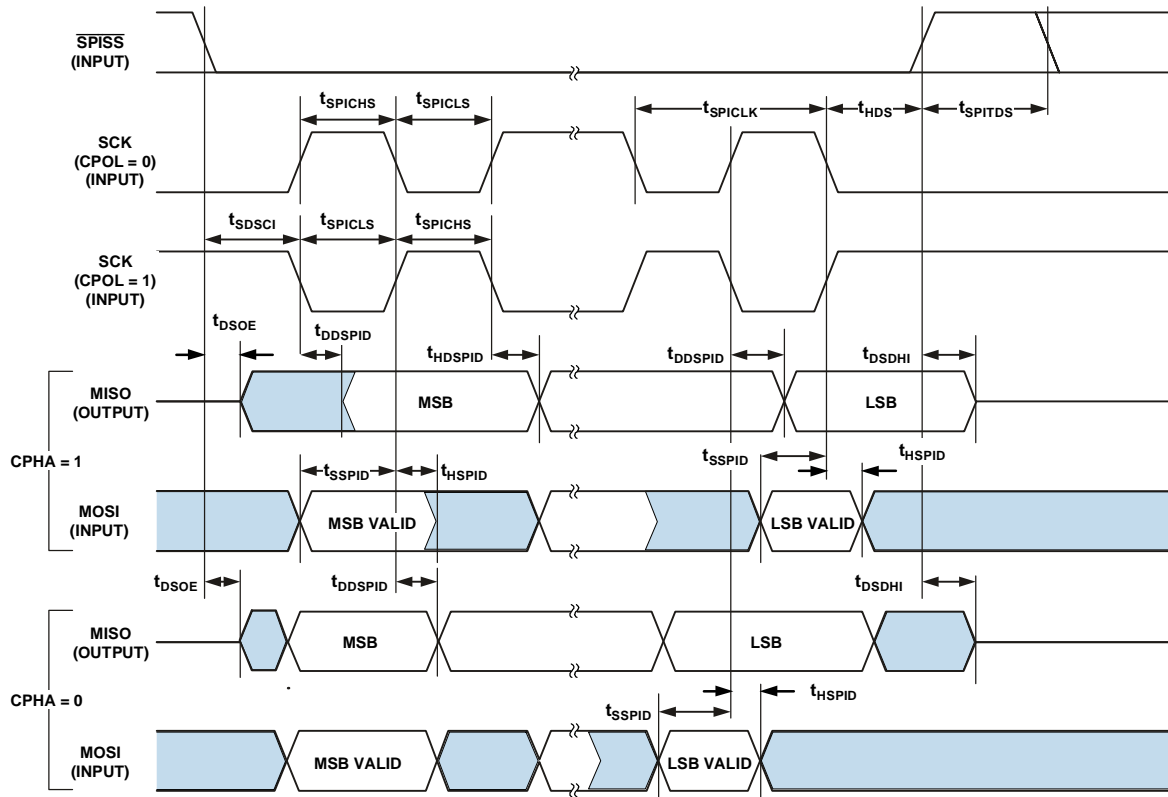 SPISS
(INPUT)
tSPICHS
tSPICLS
tSPICLK
tHDS
tSPITDS
SCK
(CPOL = 0)
(INPUT)
tSDSCI
tSPICLS
tSPICHS
SCK
(CPOL = 1)
(INPUT)
tDSOE
tDDSPID
tHDSPID
tDDSPID
tDSDHI
MISO
(OUTPUT)
MSB
LSB
CPHA = 1
tSSPID
tHSPID
tSSPID
tHSPID
MOSI
(INPUT)
MSB VALID
LSB VALID
tDSOE
tDDSPID
tDSDHI
MISO
(OUTPUT)
MSB
LSB
CPHA = 0
tSSPID
tHSPID
MOSI
(INPUT)
MSB VALID
LSB VALID